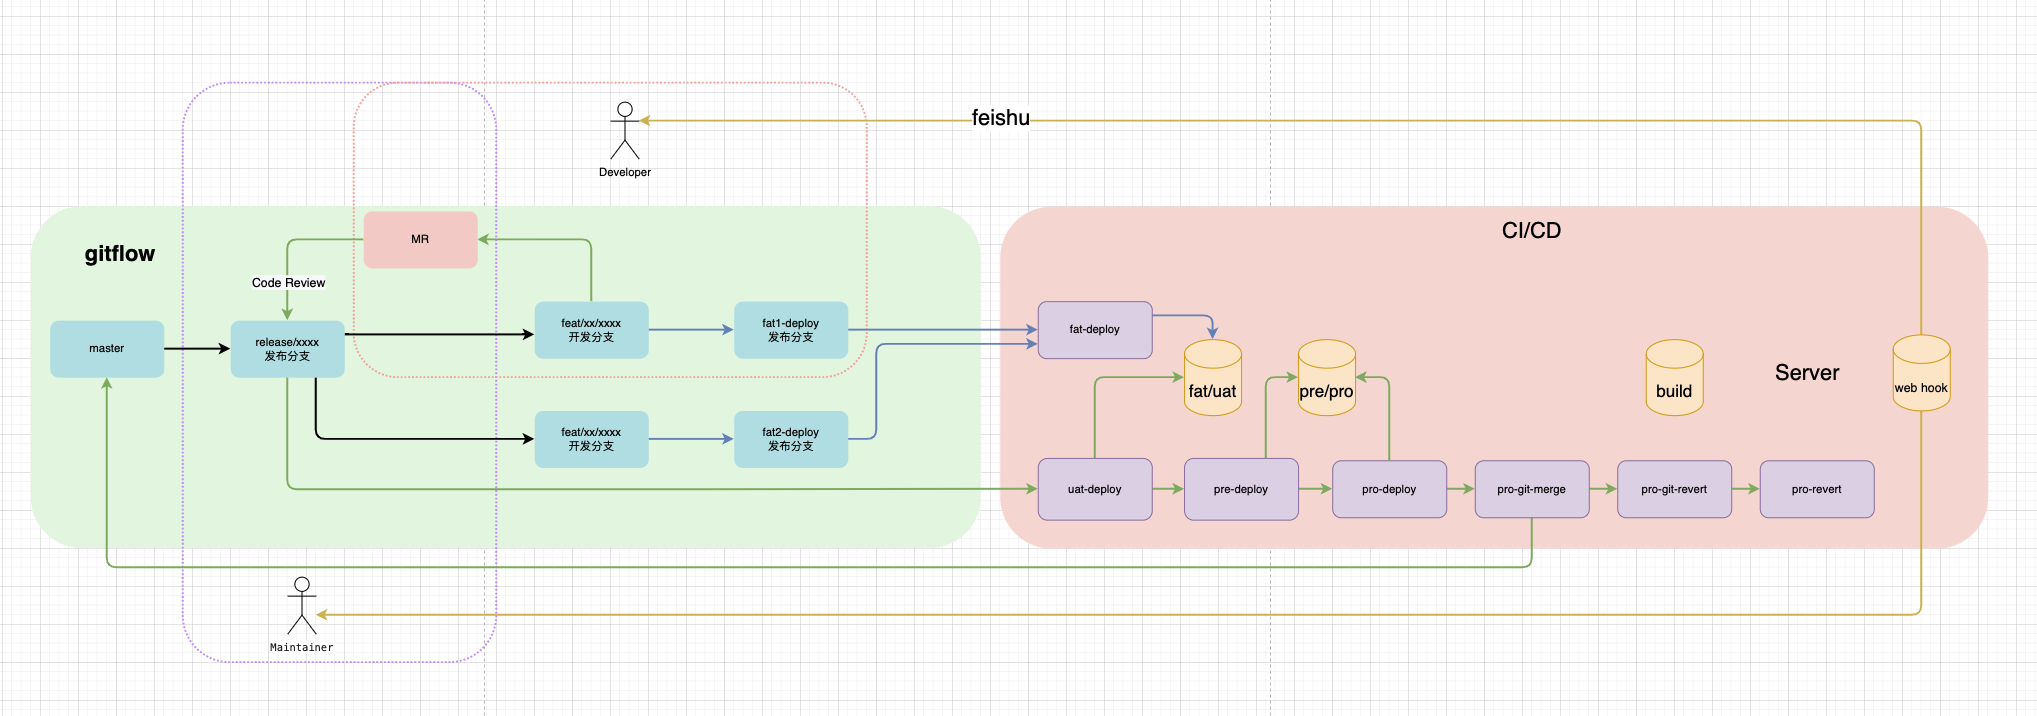 feishu
Developer
gitflow
MR
CI/CD
Code Review
master
release/xxxx
发布分支
feat/xx/xxxx
开发分支
fat1-deploy
发布分支
feat/xx/xxxx
开发分支
fat2-deploy
发布分支
fat-deploy
fat/uat
pre/pro
build
Server
web hook
uat-deploy
pre-deploy
pro-deploy
pro-git-merge
pro-git-revert
pro-revert
Maintainer